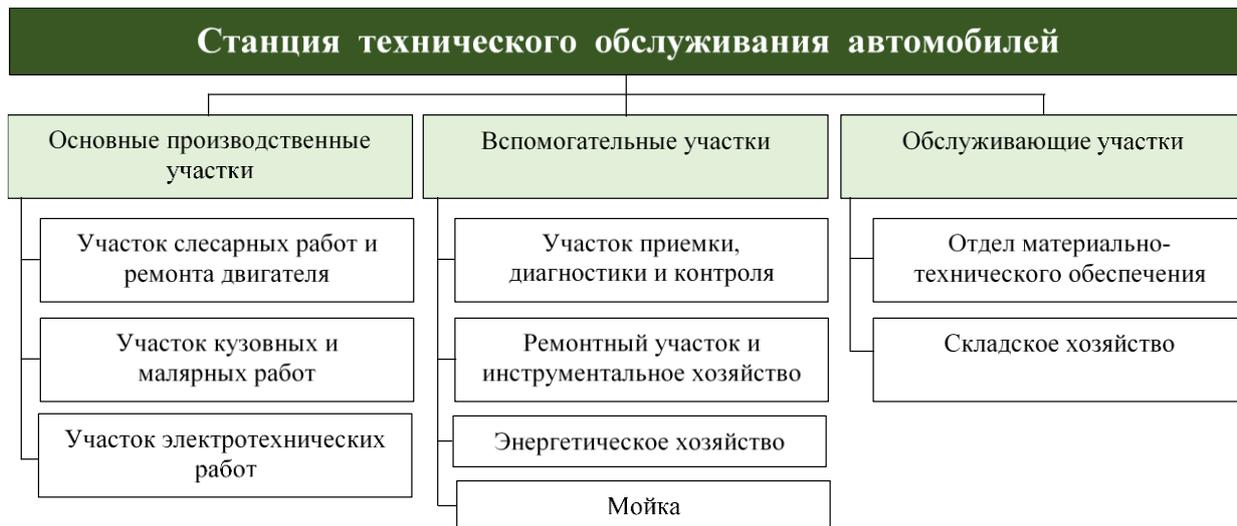 Станция технического обслуживания автомобилей
Основные производственные
участки
Участок слесарных работ и
ремонта двигателя
Участок кузовных и
малярных работ
Участок электротехнических
работ
Вспомогательные участки
Участок приемки,
диагностики и контроля
Ремонтный участок и
инструментальное хозяйство
Энергетическое хозяйство
Мойка
Обслуживающие участки
Отдел материально-
технического обеспечения
Складское хозяйство